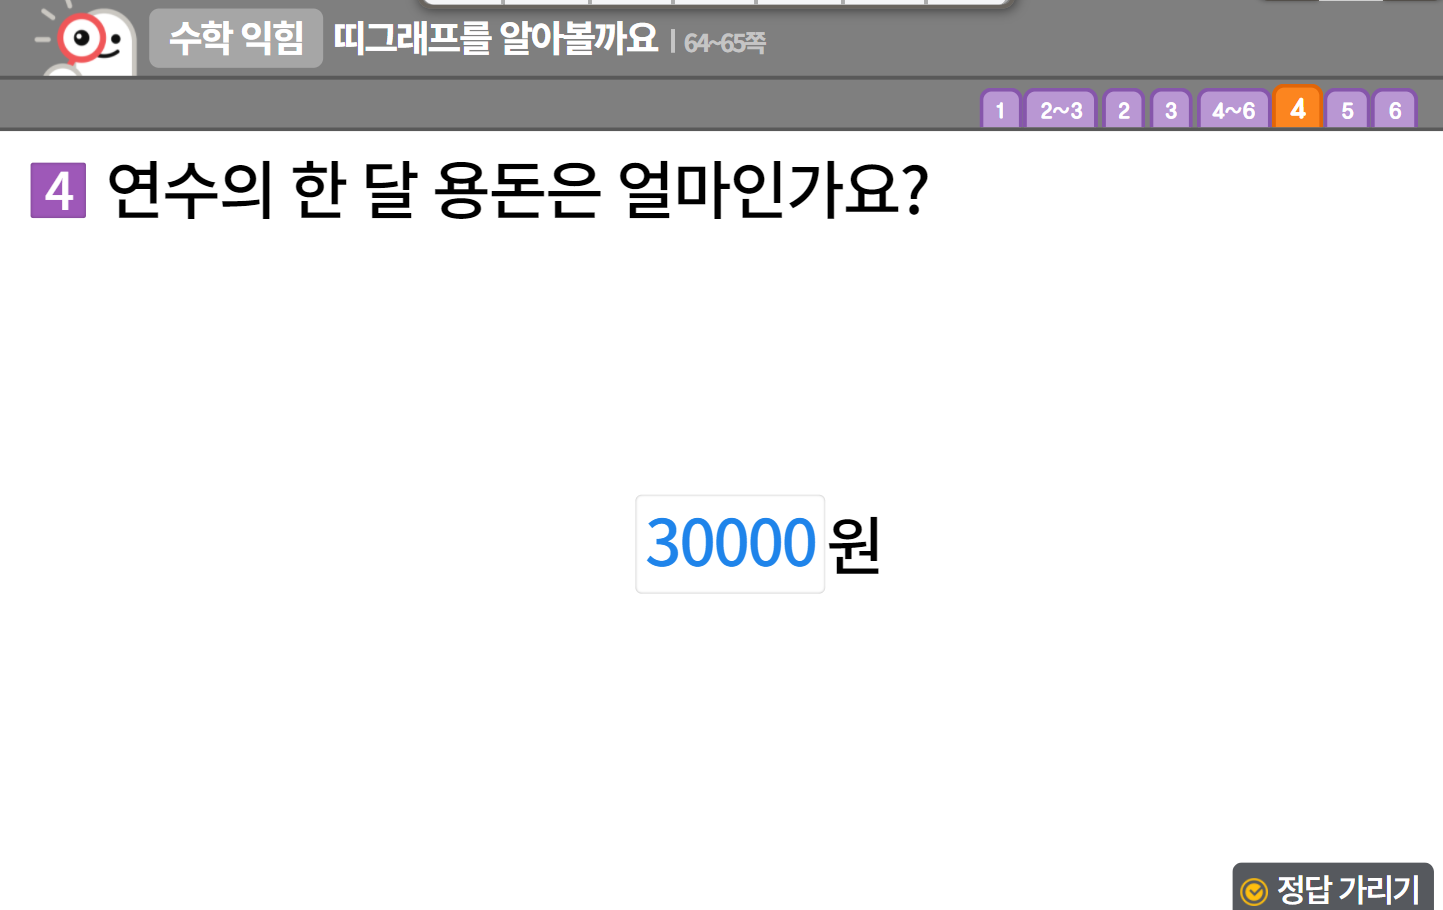 수학 익힘 띠그래프를 알아볼까요 | 64~65쪽
1 2~3 2 3 4~6 4 5 6
4 연수의 한 달 용돈은 얼마인가요?
30000 원
정답 가리기